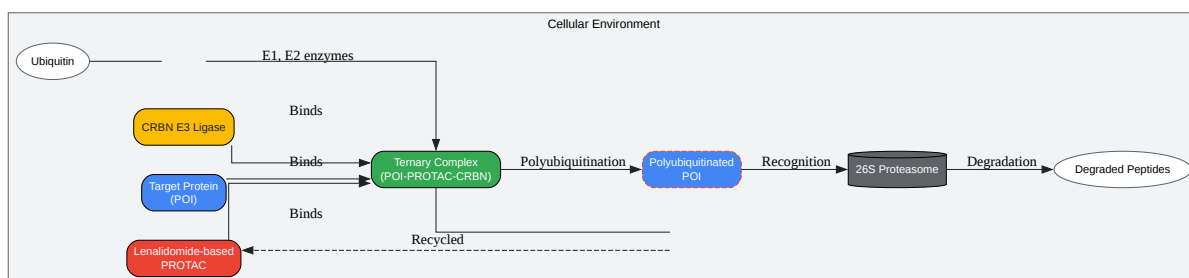 Cellular Environment
Ubiquitin
E1, E2 enzymes
Binds
CRBN E3 Ligase
Binds
Ternary Complex
(POI-PROTAC-CRBN)
Polyubiquitination
Polyubiquitinated
POI
Recognition
26S Proteasome
Degradation
Degraded Peptides
Target Protein
(POI)
Binds
Recycled
Lenalidomide-based
PROTAC